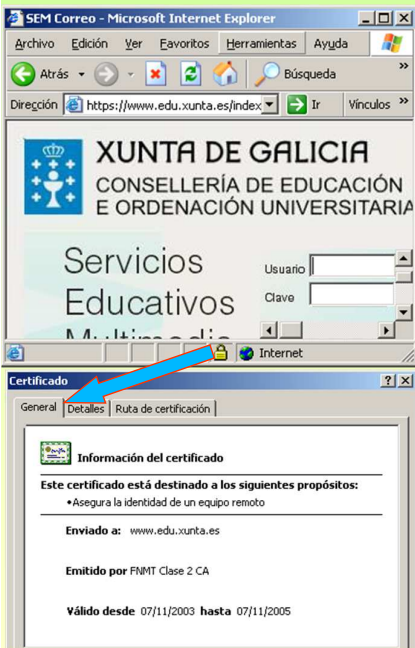 SEM Correo - Microsoft Internet Explorer
Archivo Edición Ver Favoritos Herramientas Ayuda »
Atrás Búsqueda »
Dirección https://www.edu.xunta.es/index Ir Vínculos »
XUNTA DE GALICIA
CONSELLERÍA DE EDUCACIÓN
E ORDENACIÓN UNIVERSITARIA
Servicios
Usuario
Educativos
Clave
Multimedia
Internet
Certificado
General Detalles Ruta de certificación
Información del certificado
Este certificado está destinado a los siguientes propósitos:
•Asegura la identidad de un equipo remoto
Enviado a: www.edu.xunta.es
Emitido por FNMT Clase 2 CA
Válido desde 07/11/2003 hasta 07/11/2005